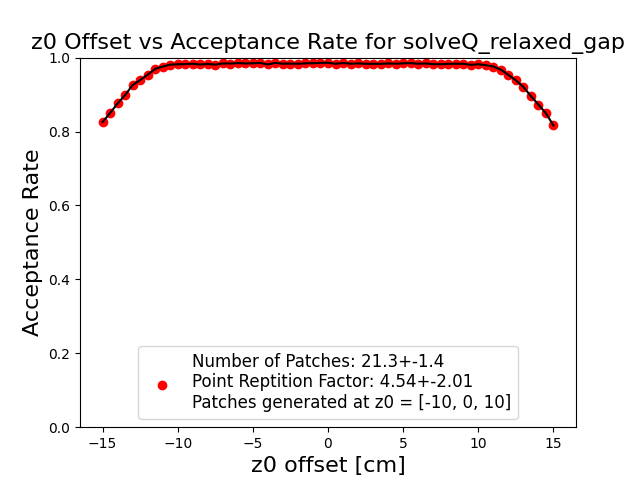 z0 Offset vs Acceptance Rate for solveQ_relaxed_gap
1.0
0.8
0.6
0.4
0.2
0.0
Acceptance Rate
Number of Patches: 21.3+-1.4
Point Reptition Factor: 4.54+-2.01
Patches generated at z0 = [-10, 0, 10]
−15 −10 −5 0 5 10 15
z0 offset [cm]